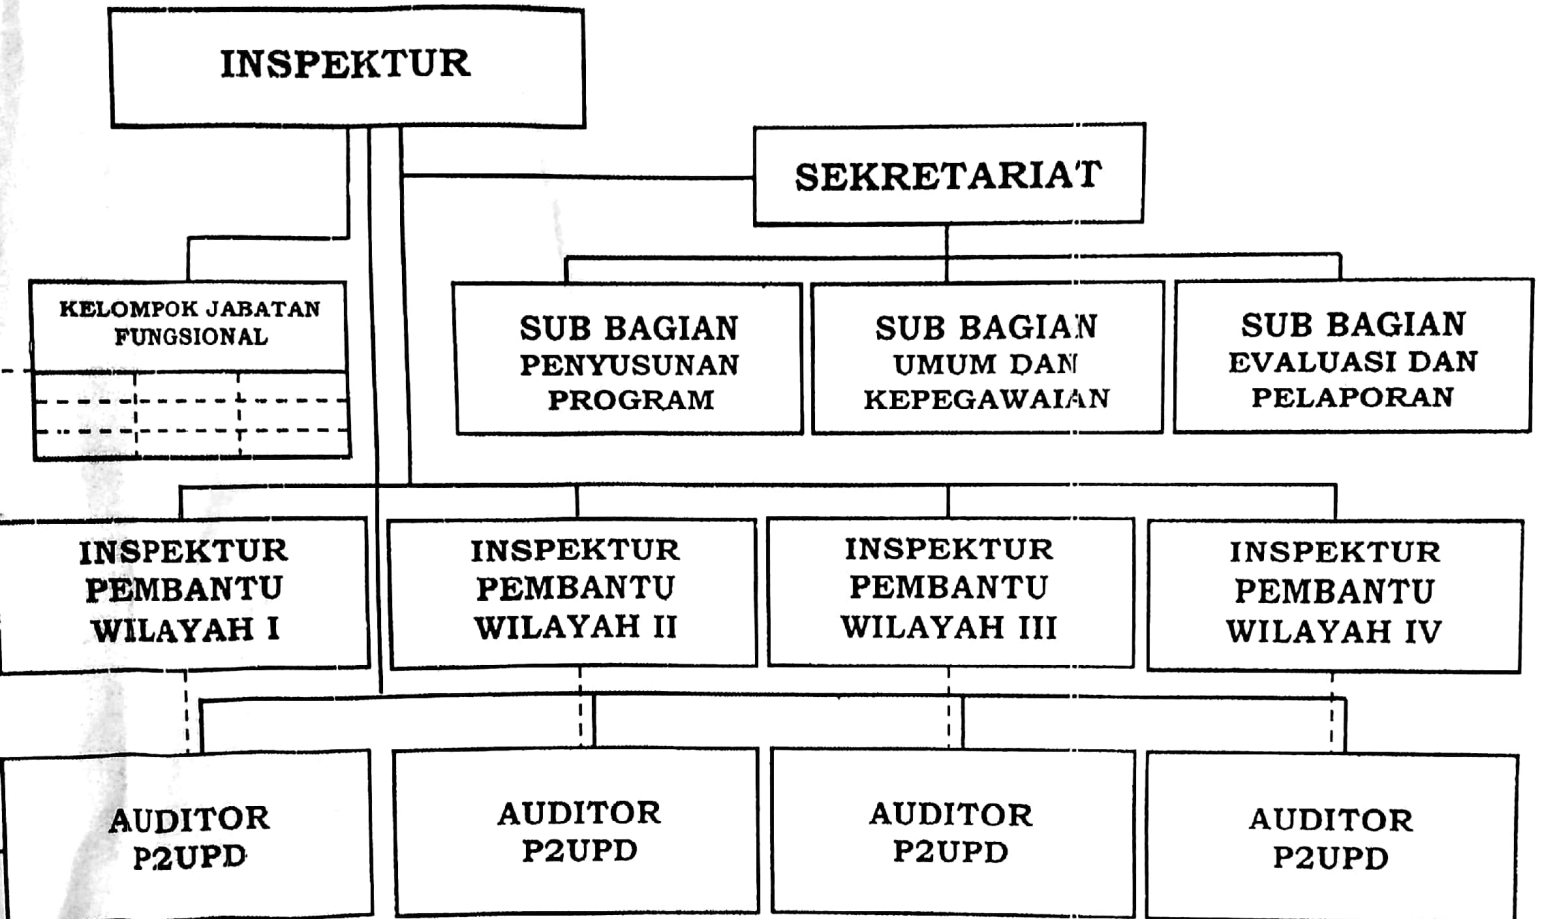 INSPEKTUR
SEKRETARIAT
KELOMPOK JABATAN
FUNGSIONAL
SUB BAGIAN
PENYUSUNAN
PROGRAM
SUB BAGIAN
UMUM DAN
KEPEGAWAIAN
SUB BAGIAN
EVALUASI DAN
PELAPORAN
INSPEKTUR
PEMBANTU
WILAYAH I
INSPEKTUR
PEMBANTU
WILAYAH II
INSPEKTUR
PEMBANTU
WILAYAH III
INSPEKTUR
PEMBANTU
WILAYAH IV
AUDITOR
P2UPD
AUDITOR
P2UPD
AUDITOR
P2UPD
AUDITOR
P2UPD